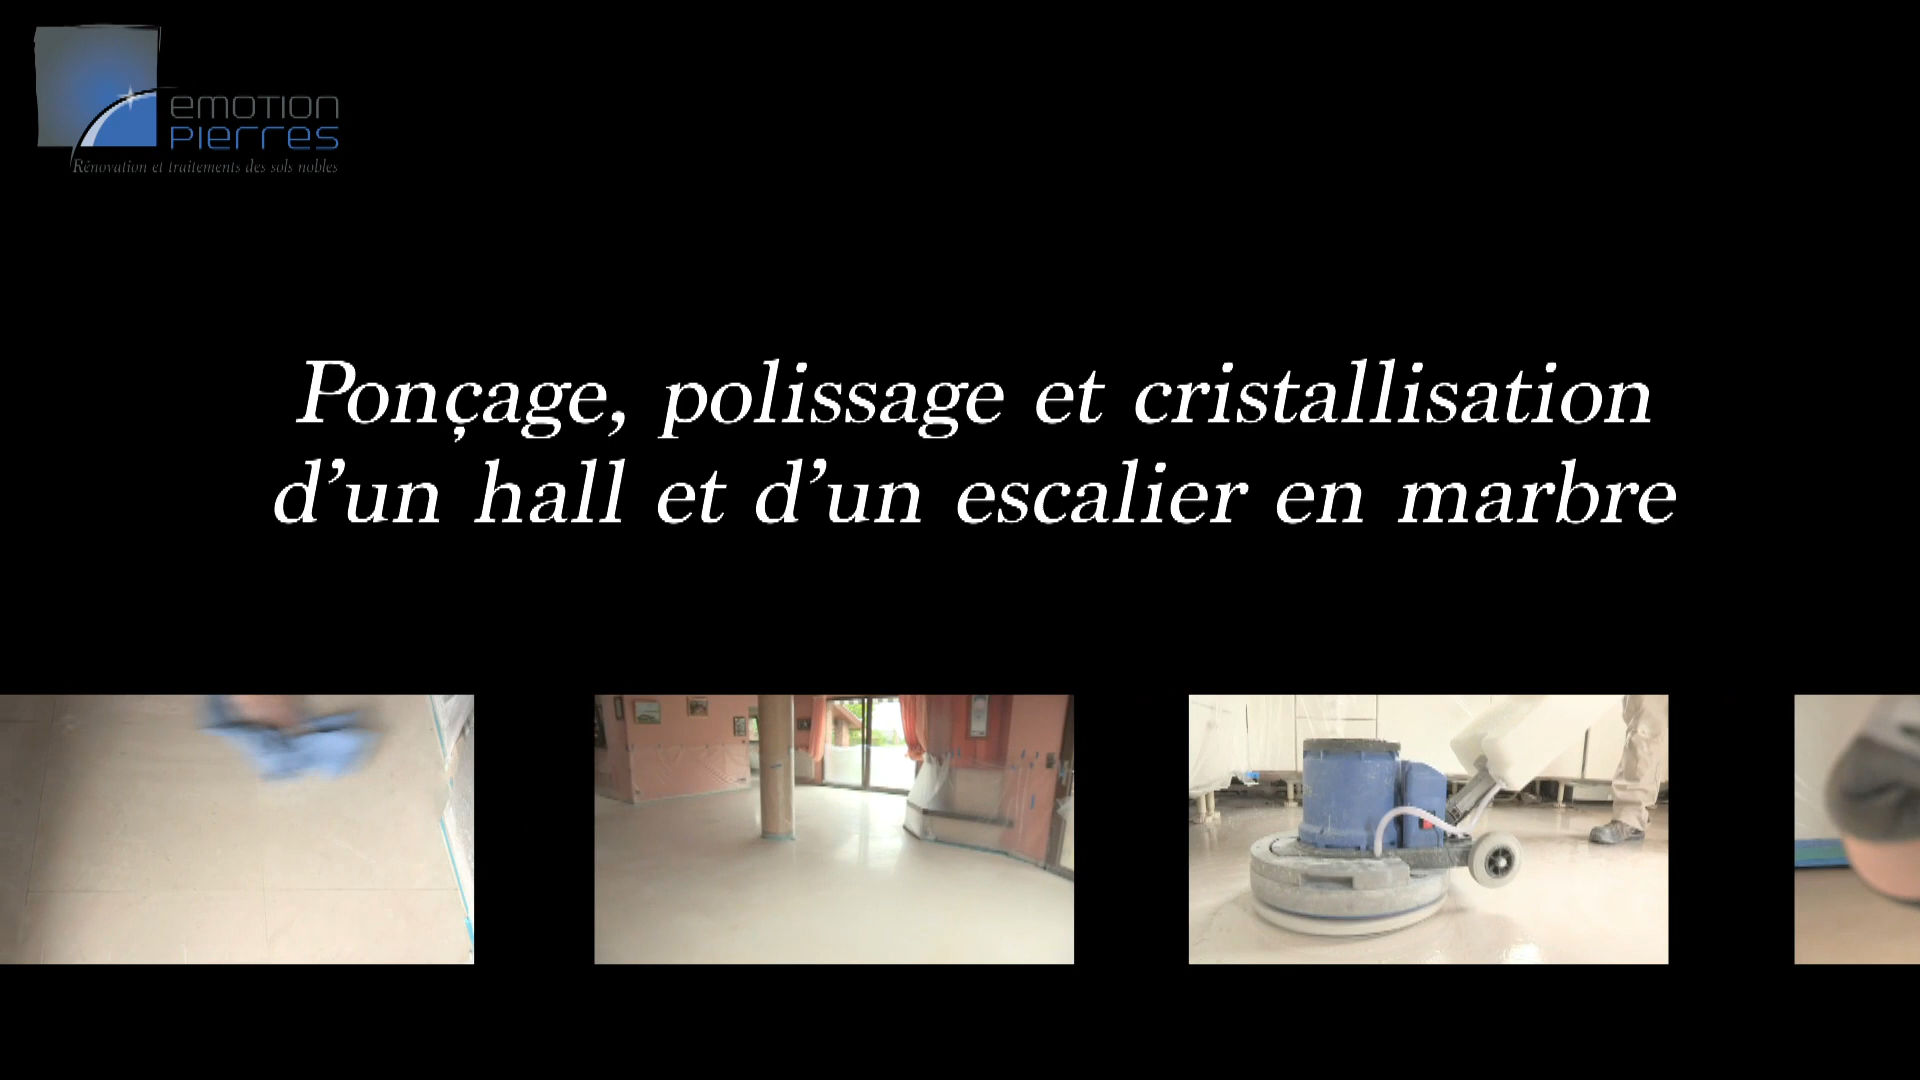 emotion
pierres
Rénovation et traitements des sols nobles
Ponçage, polissage et cristallisation
d’un hall et d’un escalier en marbre